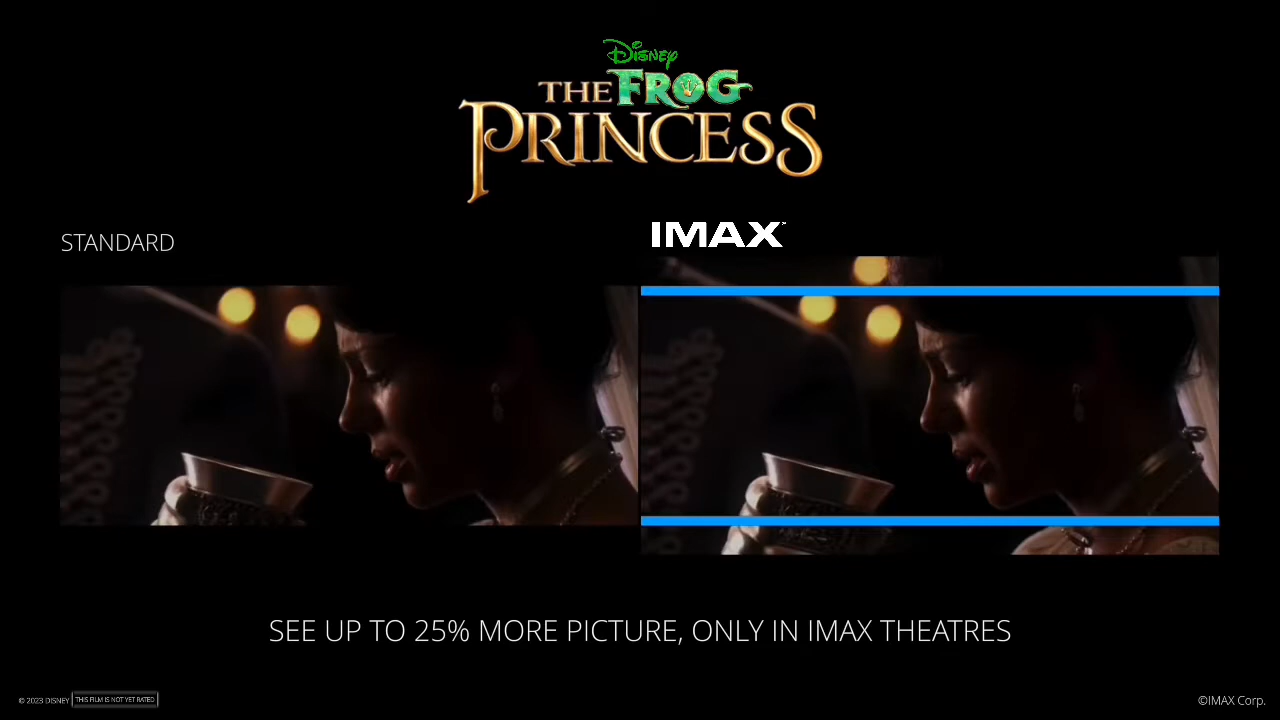 Disney
THE FROG
PRINCESS
STANDARD
IMAX™
SEE UP TO 25% MORE PICTURE, ONLY IN IMAX THEATRES
© 2023 DISNEY THIS FILM IS NOT YET RATED
©IMAX Corp.